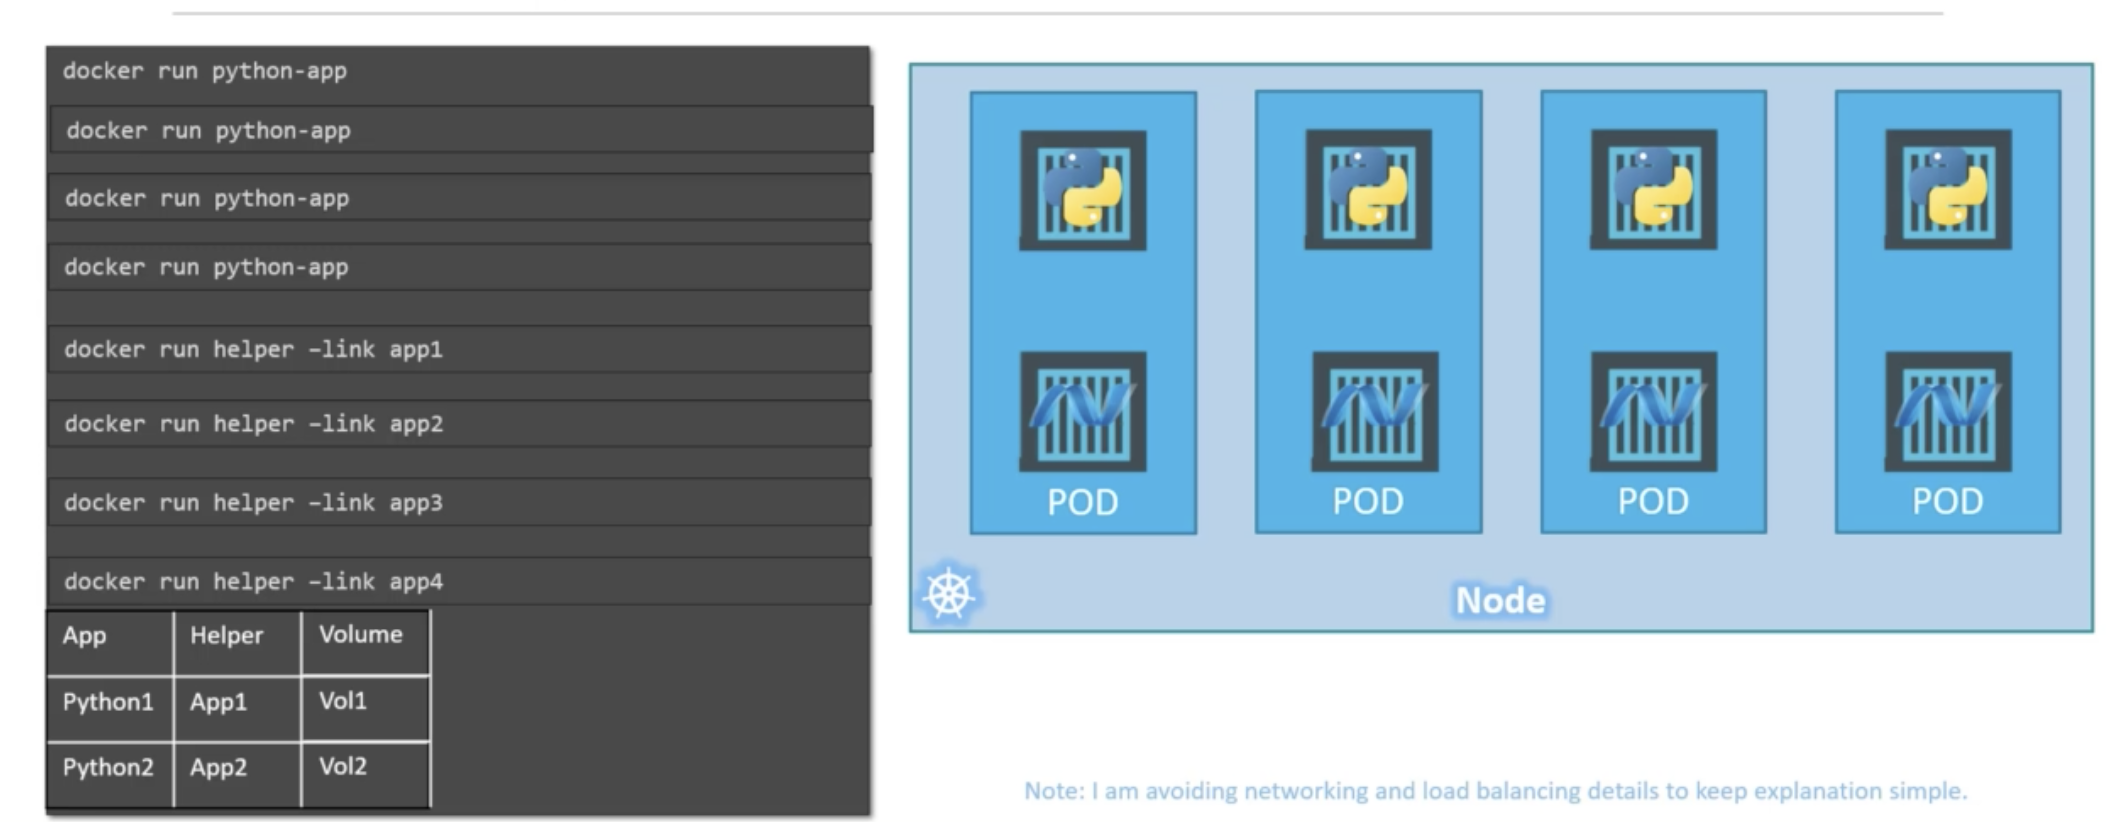 docker run python-app
docker run python-app
docker run python-app
docker run python-app
docker run helper –link app1
docker run helper –link app2
docker run helper –link app3
docker run helper –link app4
App Helper Volume
Python1 App1 Vol1
Python2 App2 Vol2
POD POD POD POD
Node
Note: I am avoiding networking and load balancing details to keep explanation simple.